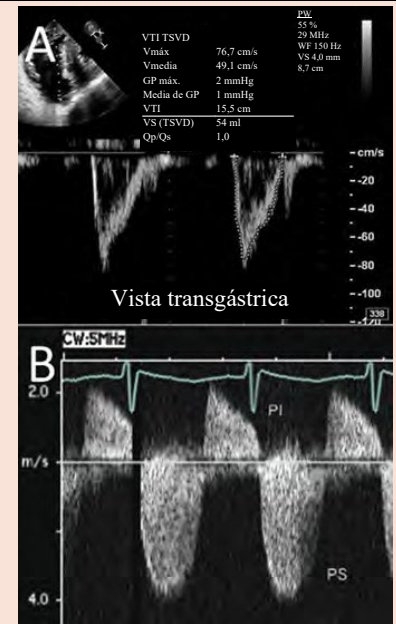 A
VTI TSVD
Vmáx 76,7 cm/s
Vmedia 49,1 cm/s
GP máx. 2 mmHg
Media de GP 1 mmHg
VTI 15,5 cm
VS (TSVD) 54 ml
Qp/Qs 1,0
PW
55 %
29 MHz
WF 150 Hz
VS 4,0 mm
8,7 cm
cm/s
-20
-40
-60
-80
-100
-120
338
Vista transgástrica
CW:5MHz
B
2.0
PI
m/s
PS
4.0